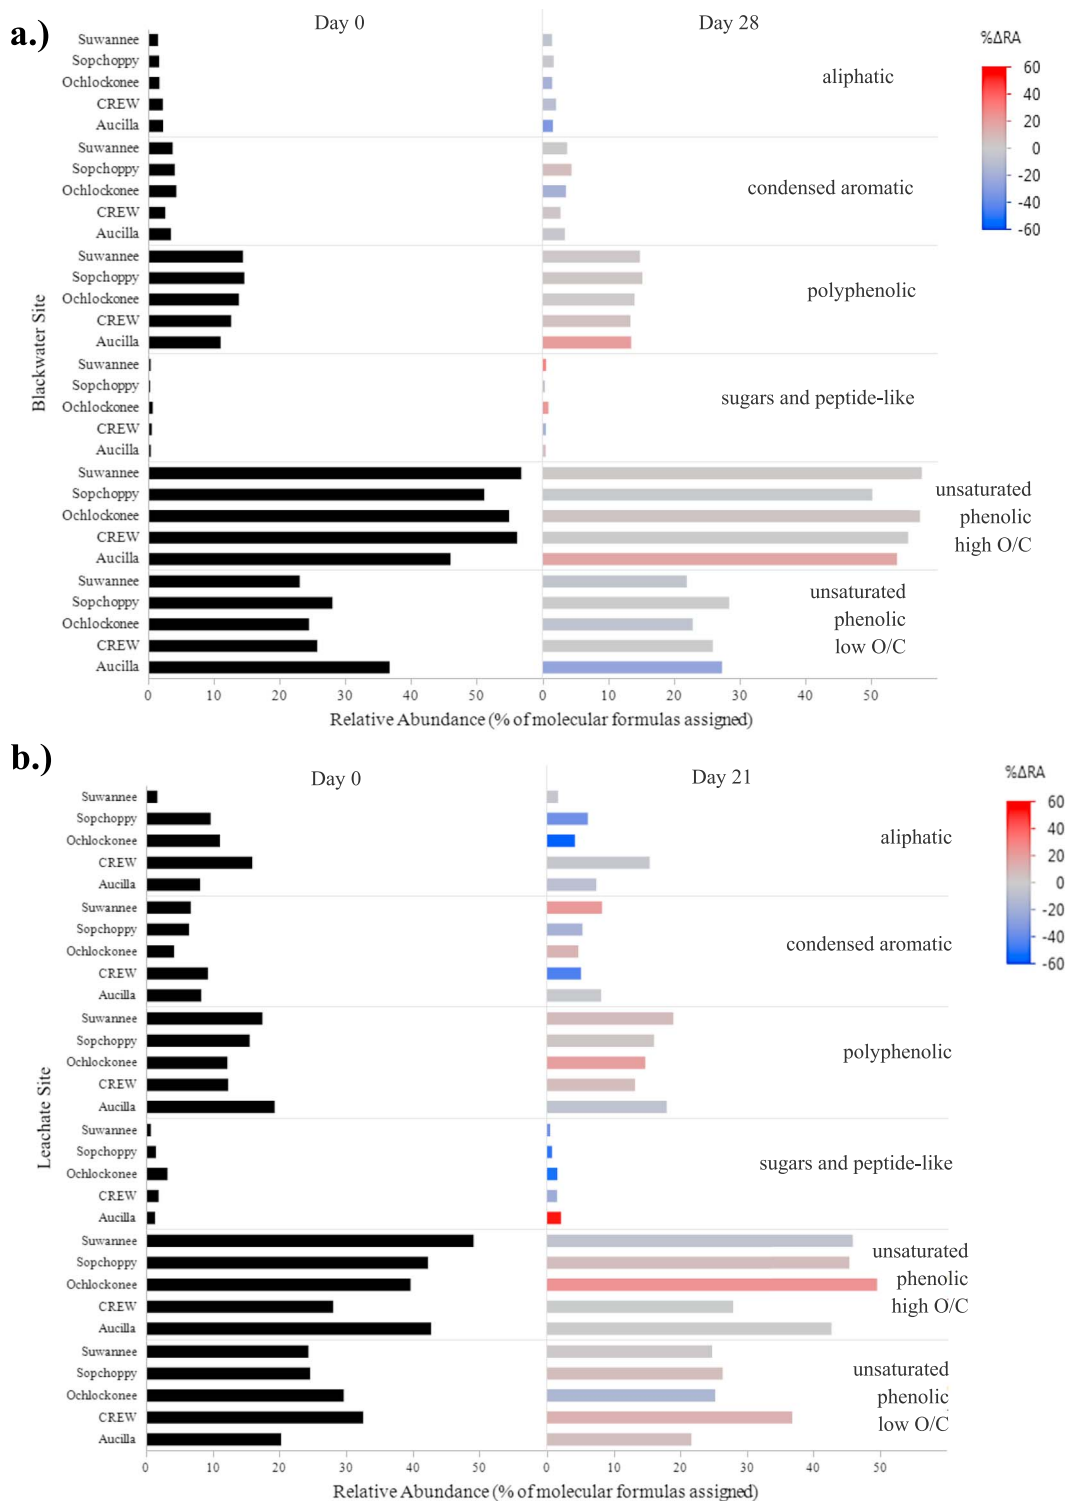 a.)
Day 0
Day 28
%ΔRA
60
40
20
0
-20
-40
-60
Blackwater Site
Suwannee
Sopchoppy
Ochlockonee
CREW
Aucilla
aliphatic
Suwannee
Sopchoppy
Ochlockonee
CREW
Aucilla
condensed aromatic
Suwannee
Sopchoppy
Ochlockonee
CREW
Aucilla
polyphenolic
Suwannee
Sopchoppy
Ochlockonee
CREW
Aucilla
sugars and peptide-like
Suwannee
Sopchoppy
Ochlockonee
CREW
Aucilla
unsaturated
phenolic
high O/C
Suwannee
Sopchoppy
Ochlockonee
CREW
Aucilla
unsaturated
phenolic
low O/C
0 10 20 30 40 50 0 10 20 30 40 50
Relative Abundance (% of molecular formulas assigned)
b.)
Day 0
Day 21
%ΔRA
60
40
20
0
-20
-40
-60
Leachate Site
Suwannee
Sopchoppy
Ochlockonee
CREW
Aucilla
aliphatic
Suwannee
Sopchoppy
Ochlockonee
CREW
Aucilla
condensed aromatic
Suwannee
Sopchoppy
Ochlockonee
CREW
Aucilla
polyphenolic
Suwannee
Sopchoppy
Ochlockonee
CREW
Aucilla
sugars and peptide-like
Suwannee
Sopchoppy
Ochlockonee
CREW
Aucilla
unsaturated
phenolic
high O/C
Suwannee
Sopchoppy
Ochlockonee
CREW
Aucilla
unsaturated
phenolic
low O/C
0 10 20 30 40 50 0 10 20 30 40 50
Relative Abundance (% of molecular formulas assigned)